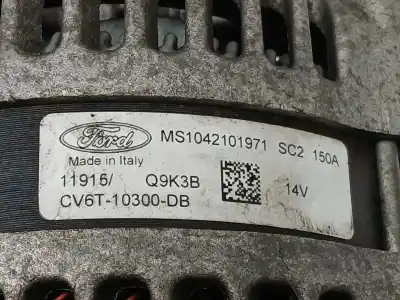 Ford MS1042101971 SC2 150A
Made in Italy
11915/ Q9K3B 14V
CV6T-10300-DB